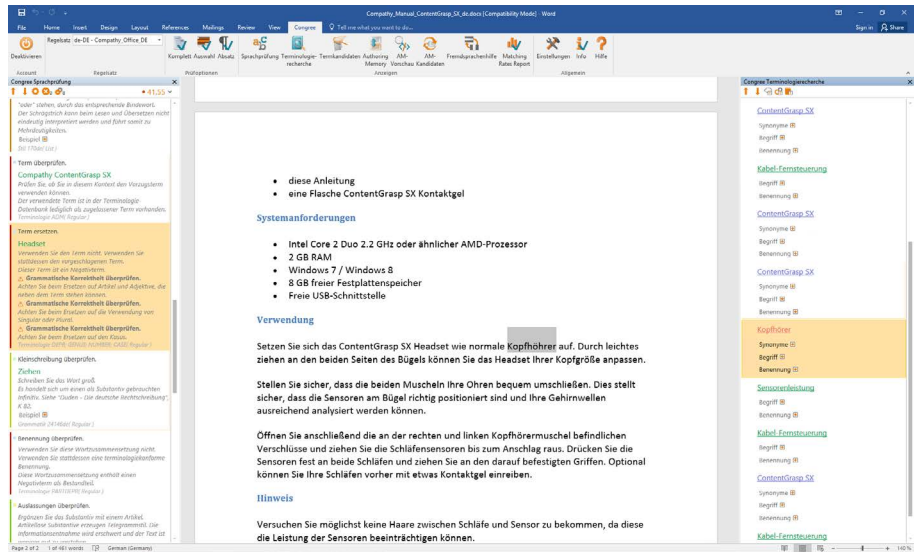 Compathy_Manual_ContentGrasp_SX_de.docx [Compatibility Mode] - Word
File Home Insert Design Layout References Mailings Review View Congree Tell me what you want to do... Sign in Share
Regelsatz de-DE - Compathy_Office_DE
Deaktivieren
Komplett Auswahl Absatz Sprachprüfung Terminologie-recherche Terminkandidaten Authoring Memory AM-Vorschau AM-Kandidaten Fremdsprachenhilfe Matching Rates Report Einstellungen Info Hilfe
Account Regelsatz Prüfoptionen Anzeigen Allgemein
Congree Sprachprüfung
41,55
"oder" stehen, durch das entsprechende Bindewort.
Der Schrägstrich kann beim Lesen und Übersetzen nicht
eindeutig interpretiert werden und führt somit zu
Mehrdeutigkeiten.
Beispiel
Term überprüfen.
Compathy ContentGrasp SX
Prüfen Sie, ob Sie in diesem Kontext den Vorzugsterm
verwenden können.
Der verwendete Term ist in der Terminologie-
Datenbank lediglich als zugelassener Term vorhanden.
Term ersetzen.
Headset
Verwenden Sie den Term nicht. Verwenden Sie
stattdessen den vorgeschlagenen Term.
Dieser Term ist ein Negativterm.
Grammatische Korrektheit überprüfen.
Achten Sie beim Ersetzen auf Artikel und Adjektive, die
neben dem Term stehen können.
Grammatische Korrektheit überprüfen.
Achten Sie beim Ersetzen auf die Verwendung von
Singular oder Plural.
Grammatische Korrektheit überprüfen.
Achten Sie beim Ersetzen auf den Kasus.
Kleinschreibung überprüfen.
Ziehen
Schreiben Sie das Wort groß.
Es handelt sich um einen als Substantiv gebrauchten
Infinitiv. Siehe "Duden - Die deutsche Rechtschreibung",
K 82.
Beispiel
Benennung überprüfen.
Verwenden Sie diese Wortzusammensetzung nicht.
Verwenden Sie stattdessen eine terminologiekonforme
Benennung.
Diese Wortzusammensetzung enthält einen
Negativterm als Bestandteil.
Auslassungen überprüfen.
Ergänzen Sie das Substantiv mit einem Artikel.
Artikellose Substantive erzeugen Telegrammstil. Die
Informationsentnahme wird erschwert und der Text ist
diese Anleitung
eine Flasche ContentGrasp SX Kontaktgel
Systemanforderungen
Intel Core 2 Duo 2.2 GHz oder ähnlicher AMD-Prozessor
2 GB RAM
Windows 7 / Windows 8
8 GB freier Festplattenspeicher
Freie USB-Schnittstelle
Verwendung
Setzen Sie sich das ContentGrasp SX Headset wie normale Kopfhöhrer auf. Durch leichtes
ziehen an den beiden Seiten des Bügels können Sie das Headset Ihrer Kopfgröße anpassen.
Stellen Sie sicher, dass die beiden Muscheln Ihre Ohren bequem umschließen. Dies stellt
sicher, dass die Sensoren am Bügel richtig positioniert sind und Ihre Gehirnwellen
ausreichend analysiert werden können.
Öffnen Sie anschließend die an der rechten und linken Kopfhörermuschel befindlichen
Verschlüsse und ziehen Sie die Schläfensensoren bis zum Anschlag raus. Drücken Sie die
Sensoren fest an beide Schläfen und ziehen Sie an den darauf befestigten Griffen. Optional
können Sie Ihre Schläfen vorher mit etwas Kontaktgel einreiben.
Hinweis
Versuchen Sie möglichst keine Haare zwischen Schläfe und Sensor zu bekommen, da diese
die Leistung der Sensoren beeinträchtigen können.
Congree Terminologierecherche
ContentGrasp SX
Synonyme
Begriff
Benennung
Kabel-Fernsteuerung
Begriff
Benennung
ContentGrasp SX
Synonyme
Begriff
Benennung
ContentGrasp SX
Synonyme
Begriff
Benennung
Kopfhörer
Synonyme
Begriff
Benennung
Sensorenleistung
Begriff
Benennung
Kabel-Fernsteuerung
Begriff
Benennung
ContentGrasp SX
Synonyme
Begriff
Benennung
Kabel-Fernsteuerung
Page 2 of 2 1 of 461 words German (Germany) 140 %